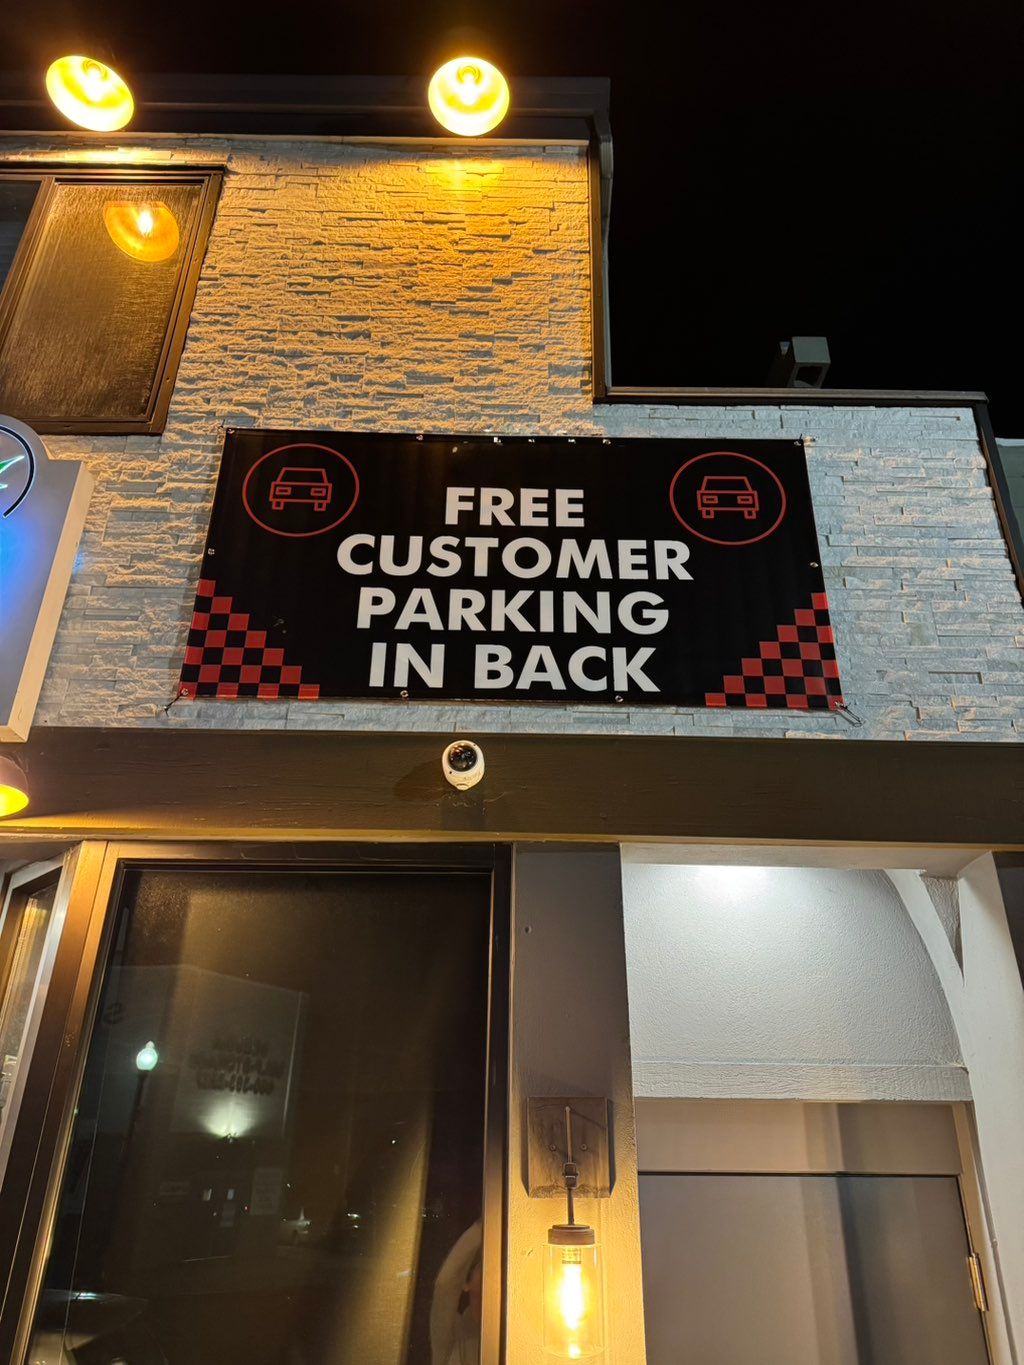 FREE
CUSTOMER
PARKING
IN BACK